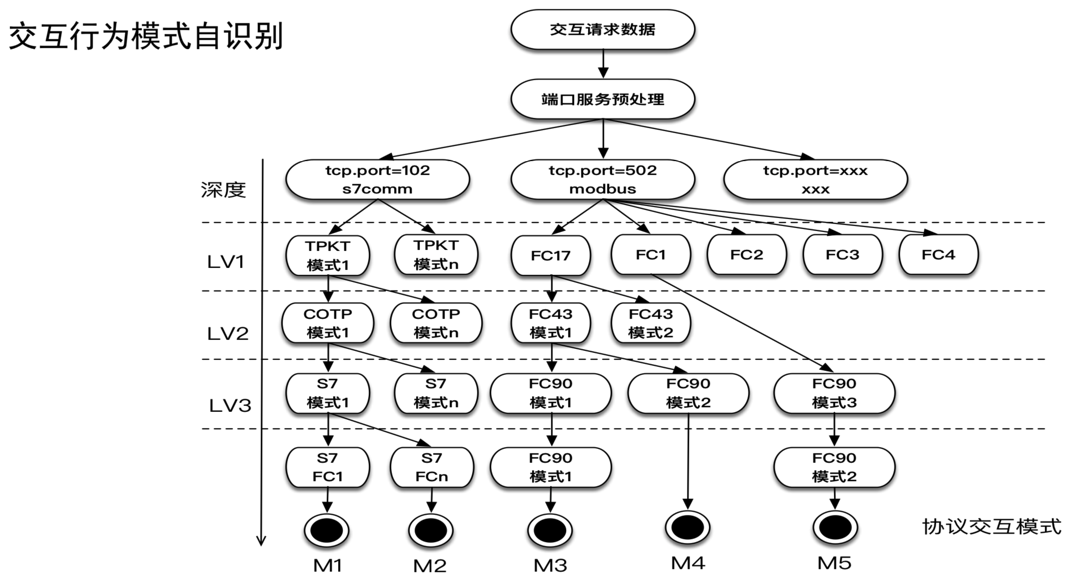 交互行为模式自识别
交互请求数据
端口服务预处理
深度
tcp.port=102
s7comm
tcp.port=502
modbus
tcp.port=xxx
xxx
LV1
TPKT
模式1
TPKT
模式n
FC17
FC1
FC2
FC3
FC4
LV2
COTP
模式1
COTP
模式n
FC43
模式1
FC43
模式2
LV3
S7
模式1
S7
模式n
FC90
模式1
FC90
模式2
FC90
模式3
S7
FC1
S7
FCn
FC90
模式1
FC90
模式2
协议交互模式
M1
M2
M3
M4
M5